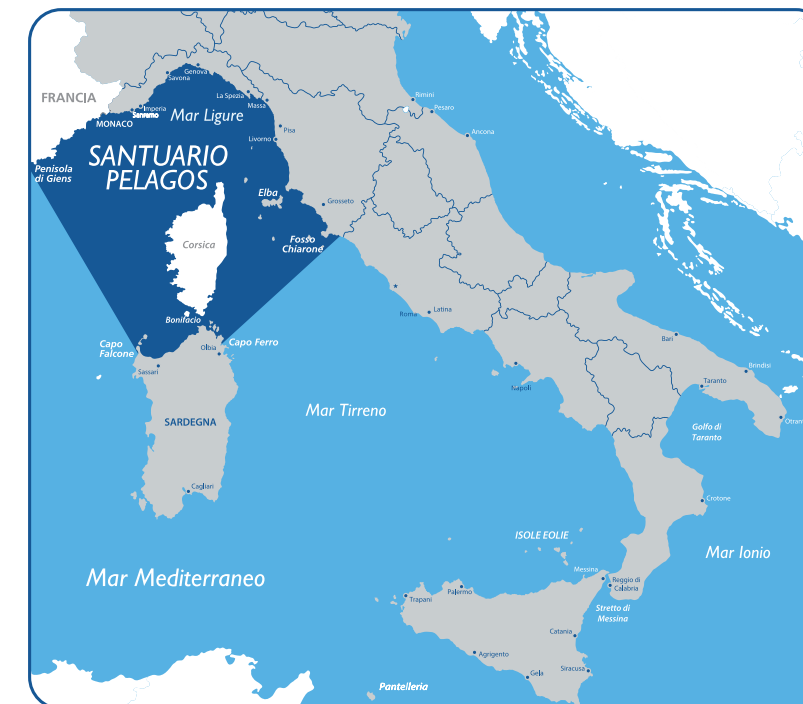 Genova
Savona
FRANCIA
La Spezia
Massa
Rimini
Pesaro
Imperia
Sanremo
MONACO
Mar Ligure
Pisa
Livorno
Ancona
SANTUARIO
PELAGOS
Penisola
di Giens
Elba
Grosseto
Corsica
Fosso
Chiarone
Bonifacio
Roma
Latina
Capo
Falcone
Olbia
Capo Ferro
Sassari
Bari
Brindisi
Napoli
Taranto
Mar Tirreno
SARDEGNA
Otran
Golfo di
Taranto
Cagliari
Crotone
ISOLE EOLIE
Mar Ionio
Mar Mediterraneo
Messina
Reggio di
Calabria
Palermo
Trapani
Stretto di
Messina
Catania
Agrigento
Siracusa
Gela
Pantelleria